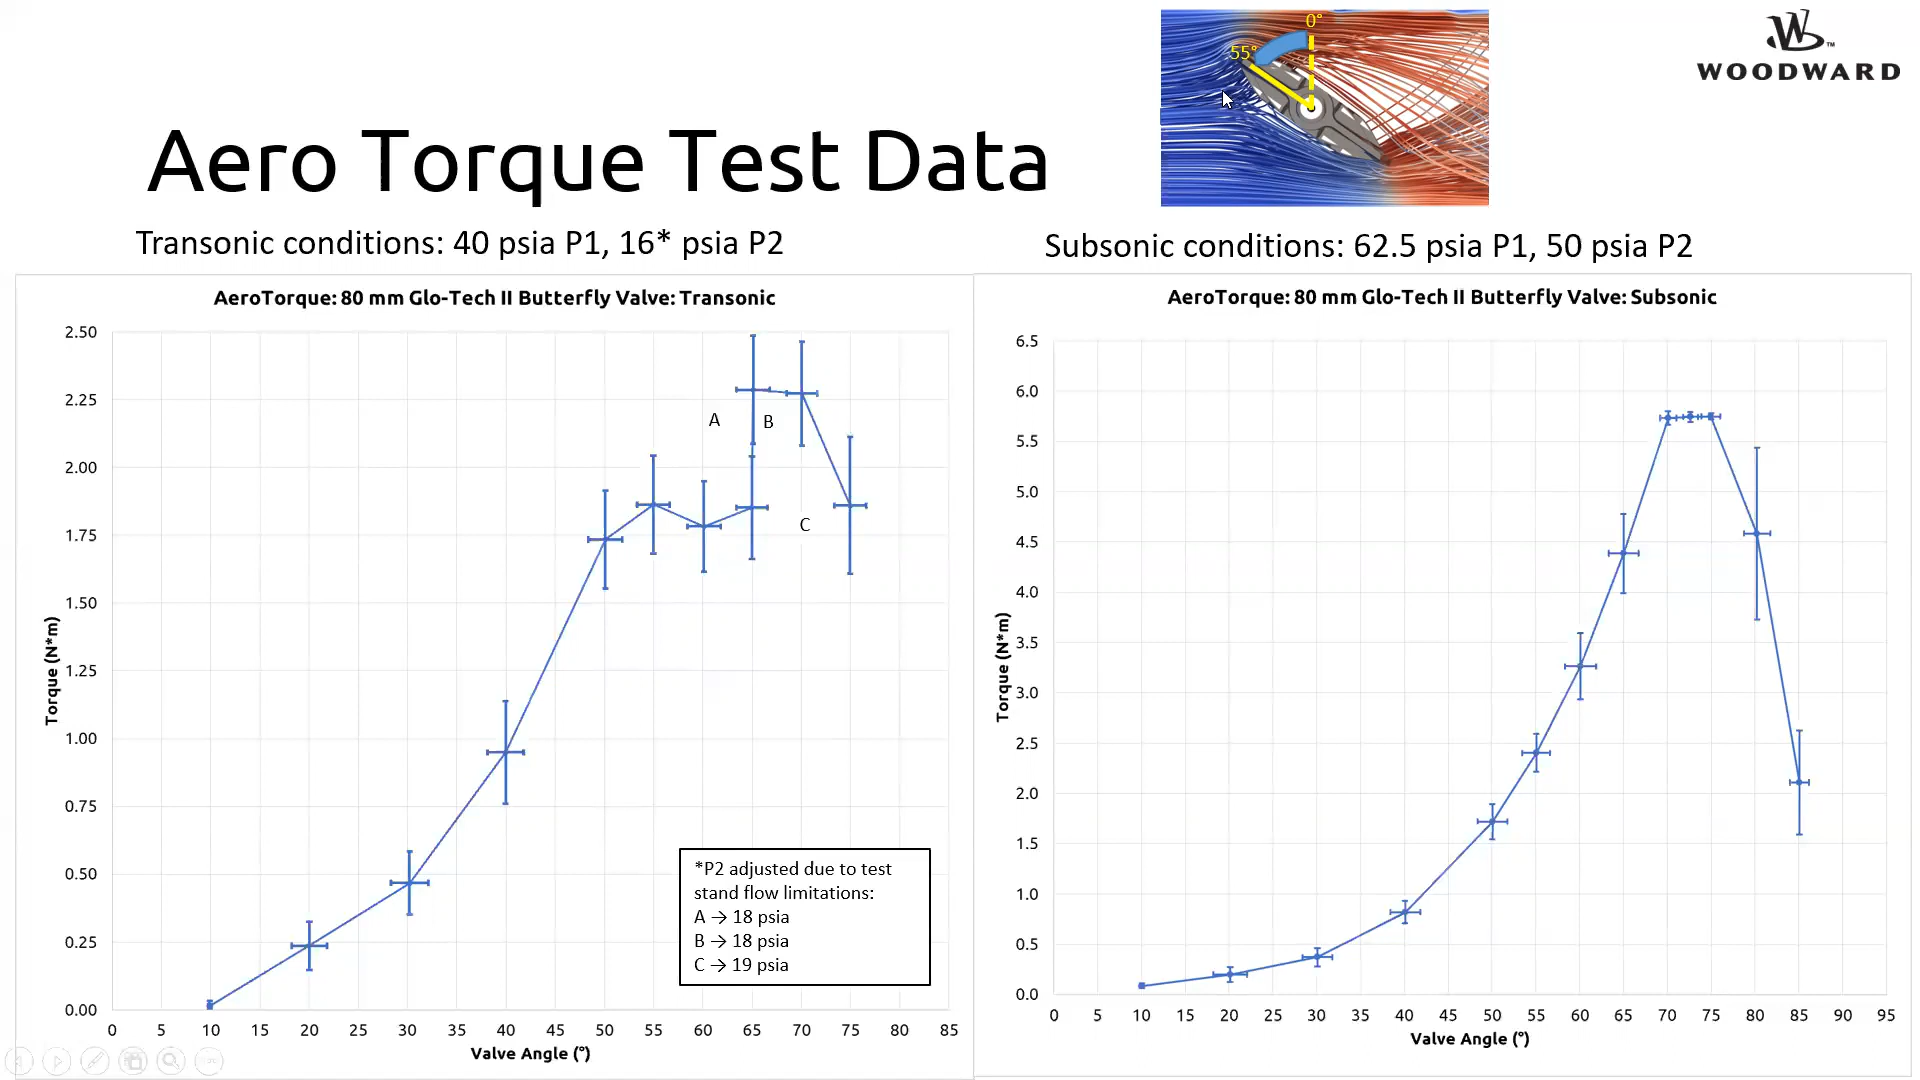 0°
55°
W
™
WOODWARD
Aero Torque Test Data
Transonic conditions: 40 psia P1, 16* psia P2
Subsonic conditions: 62.5 psia P1, 50 psia P2
AeroTorque: 80 mm Glo-Tech II Butterfly Valve: Transonic
2.50
2.25
2.00
1.75
1.50
1.25
1.00
0.75
0.50
0.25
0.00
Torque (N*m)
A
B
C
*P2 adjusted due to test
stand flow limitations:
A → 18 psia
B → 18 psia
C → 19 psia
0 5 10 15 20 25 30 35 40 45 50 55 60 65 70 75 80 85
Valve Angle (°)
AeroTorque: 80 mm Glo-Tech II Butterfly Valve: Subsonic
6.5
6.0
5.5
5.0
4.5
4.0
3.5
3.0
2.5
2.0
1.5
1.0
0.5
0.0
Torque (N*m)
0 5 10 15 20 25 30 35 40 45 50 55 60 65 70 75 80 85 90 95
Valve Angle (°)